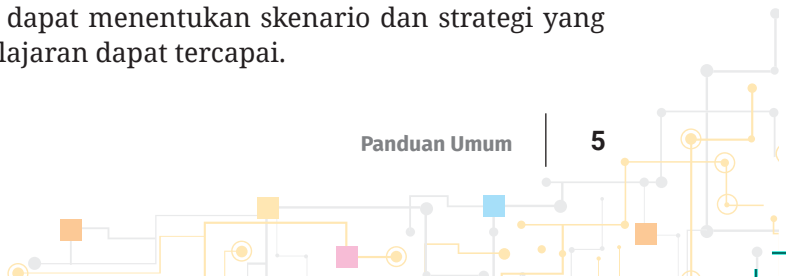 dapat menentukan skenario dan strategi yang
lajaran dapat tercapai.
Panduan Umum 5